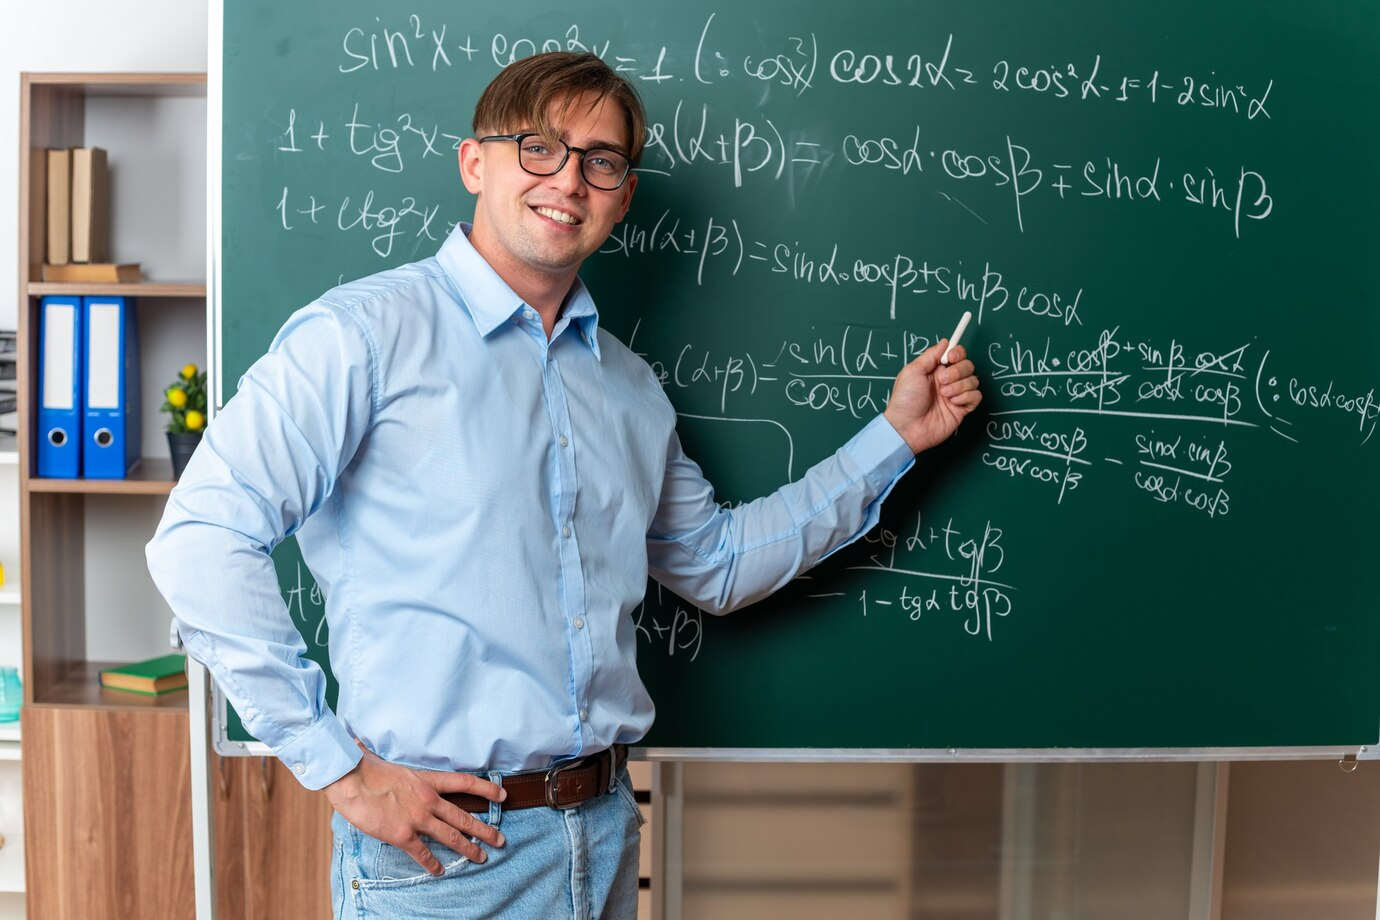 sin²x + cos²x = 1. (: cos²x) cos2α = 2cos²α-1=1-2sin²α
1 + tg²x= cos(α±β)= cosα·cosβ∓sinα·sinβ
1 + ctg²x sin(α±β)=sinα·cosβ±sinβcosα
tg(α+β)= sin(α+β) sinα·cosβ + sinβ cosα (: cosα·cosβ)
cos(α+ cosα·cosβ cosα·cosβ =
cosα·cosβ - sinα·sinβ
cosαcosβ cosα·cosβ
tgα+tgβ
= 1-tgα tgβ
α+β)